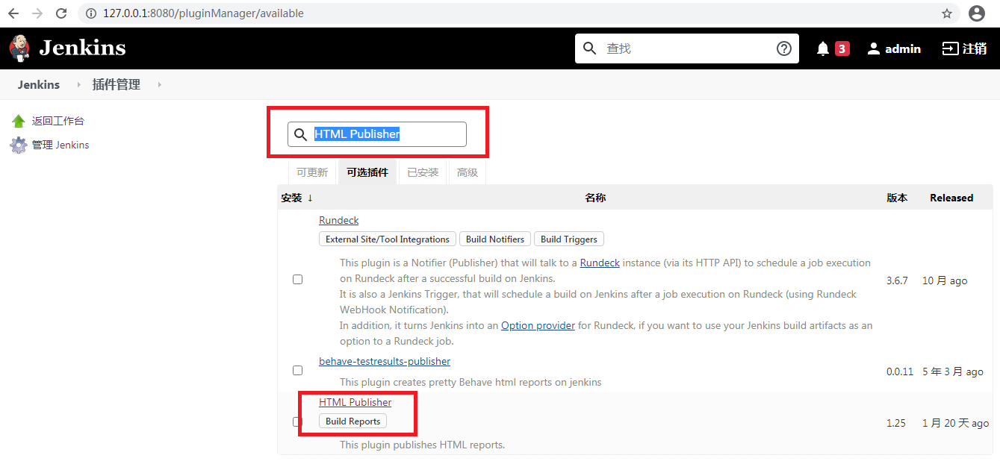 127.0.0.1:8080/pluginManager/available
Jenkins
查找
3
admin
注销
Jenkins
插件管理
返回工作台
管理 Jenkins
HTML Publisher
可更新
可选插件
已安装
高级
安装 ↓
名称
版本
Released
Rundeck
External Site/Tool Integrations
Build Notifiers
Build Triggers
This plugin is a Notifier (Publisher) that will talk to a Rundeck instance (via its HTTP API) to schedule a job execution
on Rundeck after a successful build on Jenkins.
It is also a Jenkins Trigger, that will schedule a build on Jenkins after a job execution on Rundeck (using Rundeck
WebHook Notification).
In addition, it turns Jenkins into an Option provider for Rundeck, if you want to use your Jenkins build artifacts as an
option to a Rundeck job.
3.6.7
10 月 ago
behave-testresults-publisher
This plugin creates pretty Behave html reports on jenkins
0.0.11
5 年 3 月 ago
HTML Publisher
Build Reports
This plugin publishes HTML reports.
1.25
1 月 20 天 ago